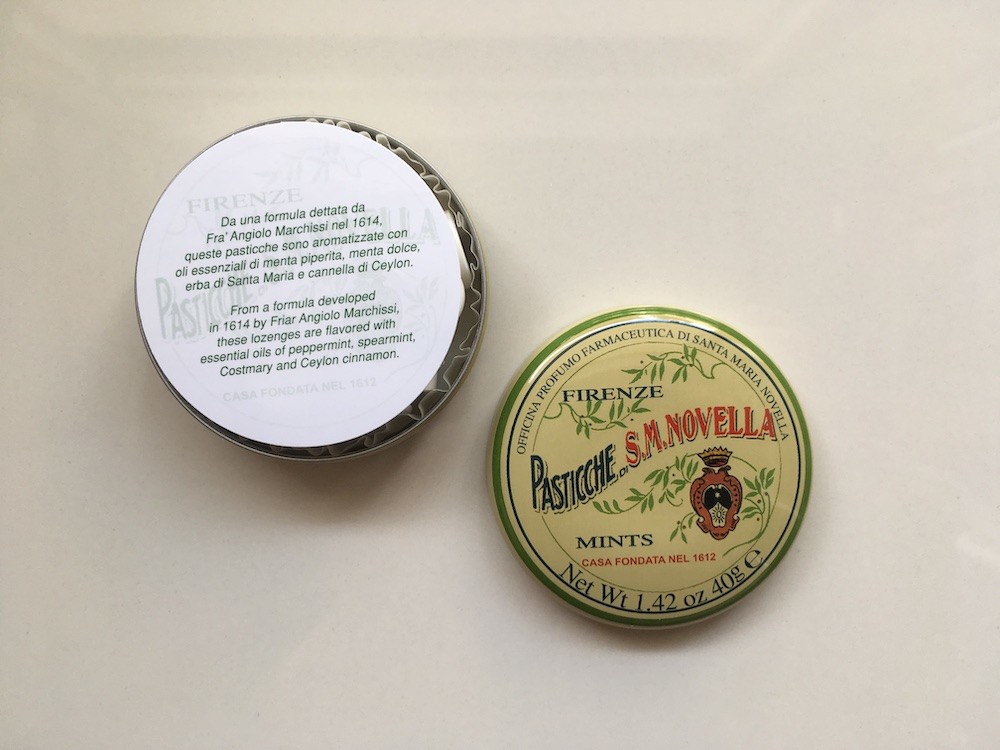 FIRENZE
Da una formula dettata da
Fra' Angiolo Marchissi nel 1614,
queste pasticche sono aromatizzate con
oli essenziali di menta piperita, menta dolce,
erba di Santa Maria e cannella di Ceylon.
From a formula developed
in 1614 by Friar Angiolo Marchissi,
these lozenges are flavored with
essential oils of peppermint, spearmint,
Costmary and Ceylon cinnamon.
PASTICCHE
NOVELLA
CASA FONDATA NEL 1612
OFFICINA PROFUMO FARMACEUTICA DI SANTA MARIA NOVELLA
FIRENZE
PASTICCHE DI S.M.NOVELLA
MINTS
CASA FONDATA NEL 1612
Net Wt 1.42 oz 40g ℮